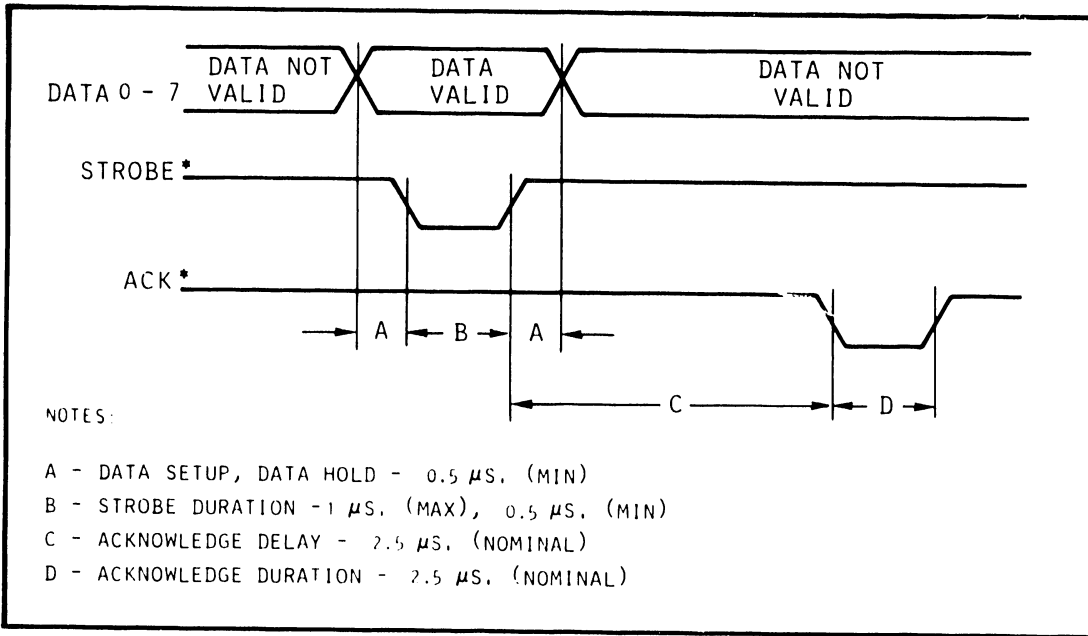 DATA NOT
VALID
DATA
VALID
DATA NOT
VALID
DATA 0 - 7
STROBE*
ACK*
A
B
A
C
D
NOTES:
A - DATA SETUP, DATA HOLD - 0.5 µS. (MIN)
B - STROBE DURATION -1 µS. (MAX), 0.5 µS. (MIN)
C - ACKNOWLEDGE DELAY - 2.5 µS. (NOMINAL)
D - ACKNOWLEDGE DURATION - 2.5 µS. (NOMINAL)